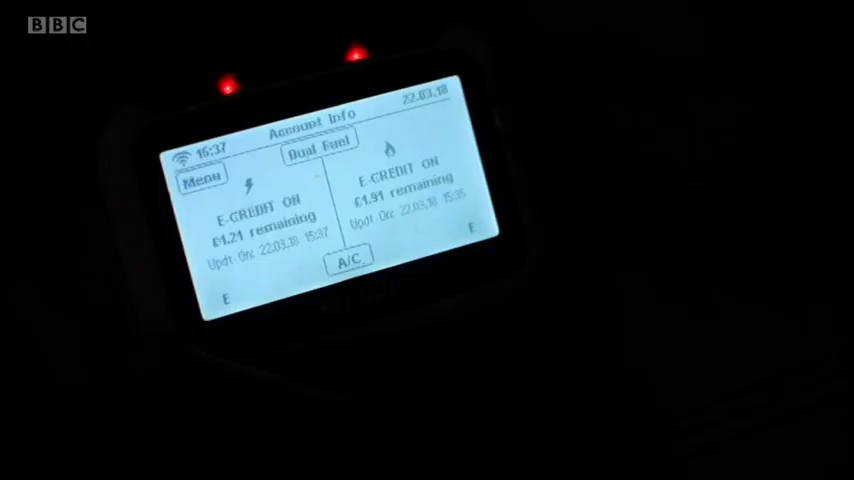 BBC
15:37 Account Info 22.03.18
Menu Dual Fuel
E-CREDIT ON
£1.21 remaining
Updt On: 22.03.18 15:37
E
E-CREDIT ON
£1.91 remaining
Updt On: 22.03.18 15:35
E
A/C